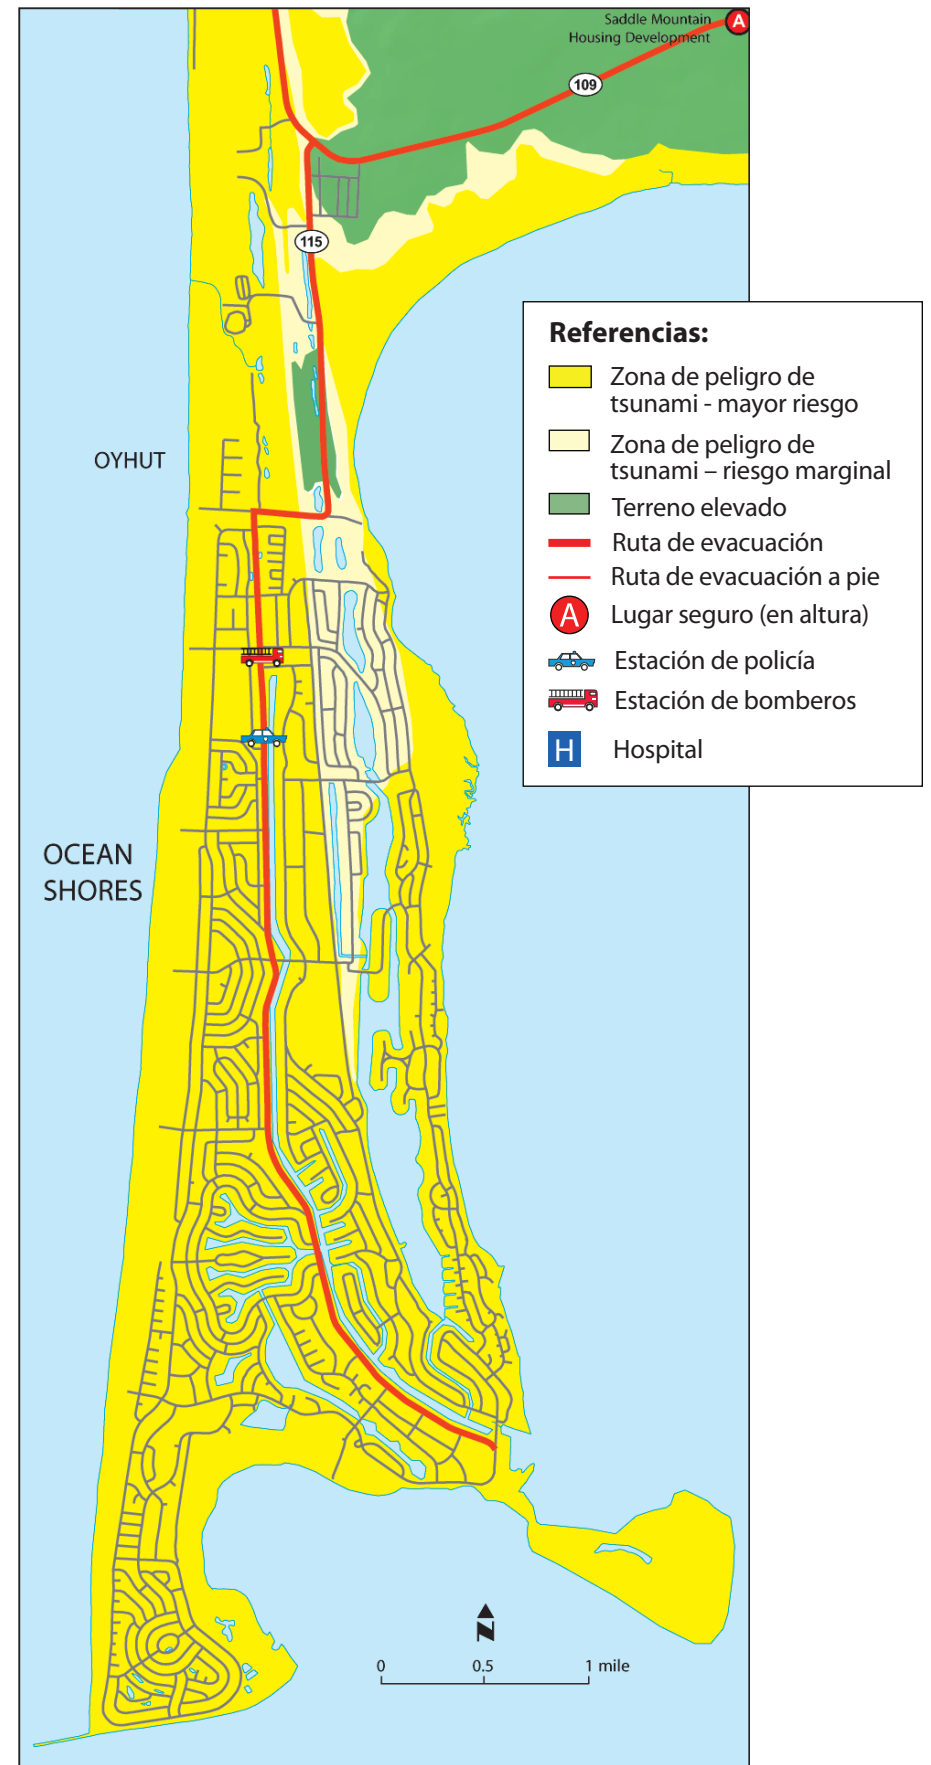 Saddle Mountain
Housing Development
A
109
115
Referencias:
Zona de peligro de
tsunami - mayor riesgo
Zona de peligro de
tsunami – riesgo marginal
Terreno elevado
Ruta de evacuación
Ruta de evacuación a pie
A Lugar seguro (en altura)
Estación de policía
Estación de bomberos
H Hospital
OYHUT
OCEAN
SHORES
N
0 0.5 1 mile